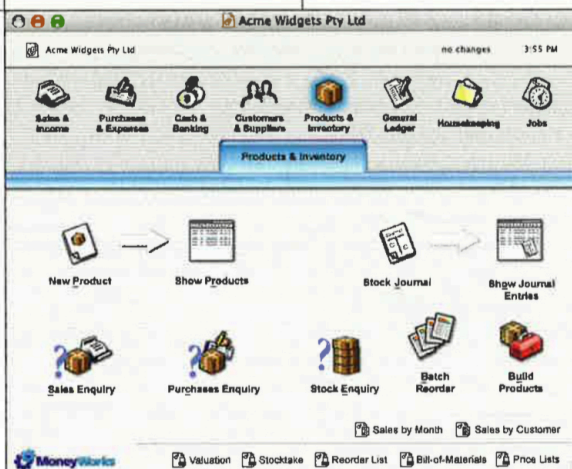 Acme Widgets Pty Ltd
Acme Widgets Pty Ltd no changes 3:55 PM
Sales & Income
Purchases & Expenses
Cash & Banking
Customers & Suppliers
Products & Inventory
General Ledger
Housekeeping
Jobs
Products & Inventory
New Product
Show Products
Stock Journal
Show Journal Entries
Sales Enquiry
Purchases Enquiry
Stock Enquiry
Batch Reorder
Build Products
Sales by Month Sales by Customer
MoneyWorks
Valuation Stocktake Reorder List Bill-of-Materials Price Lists